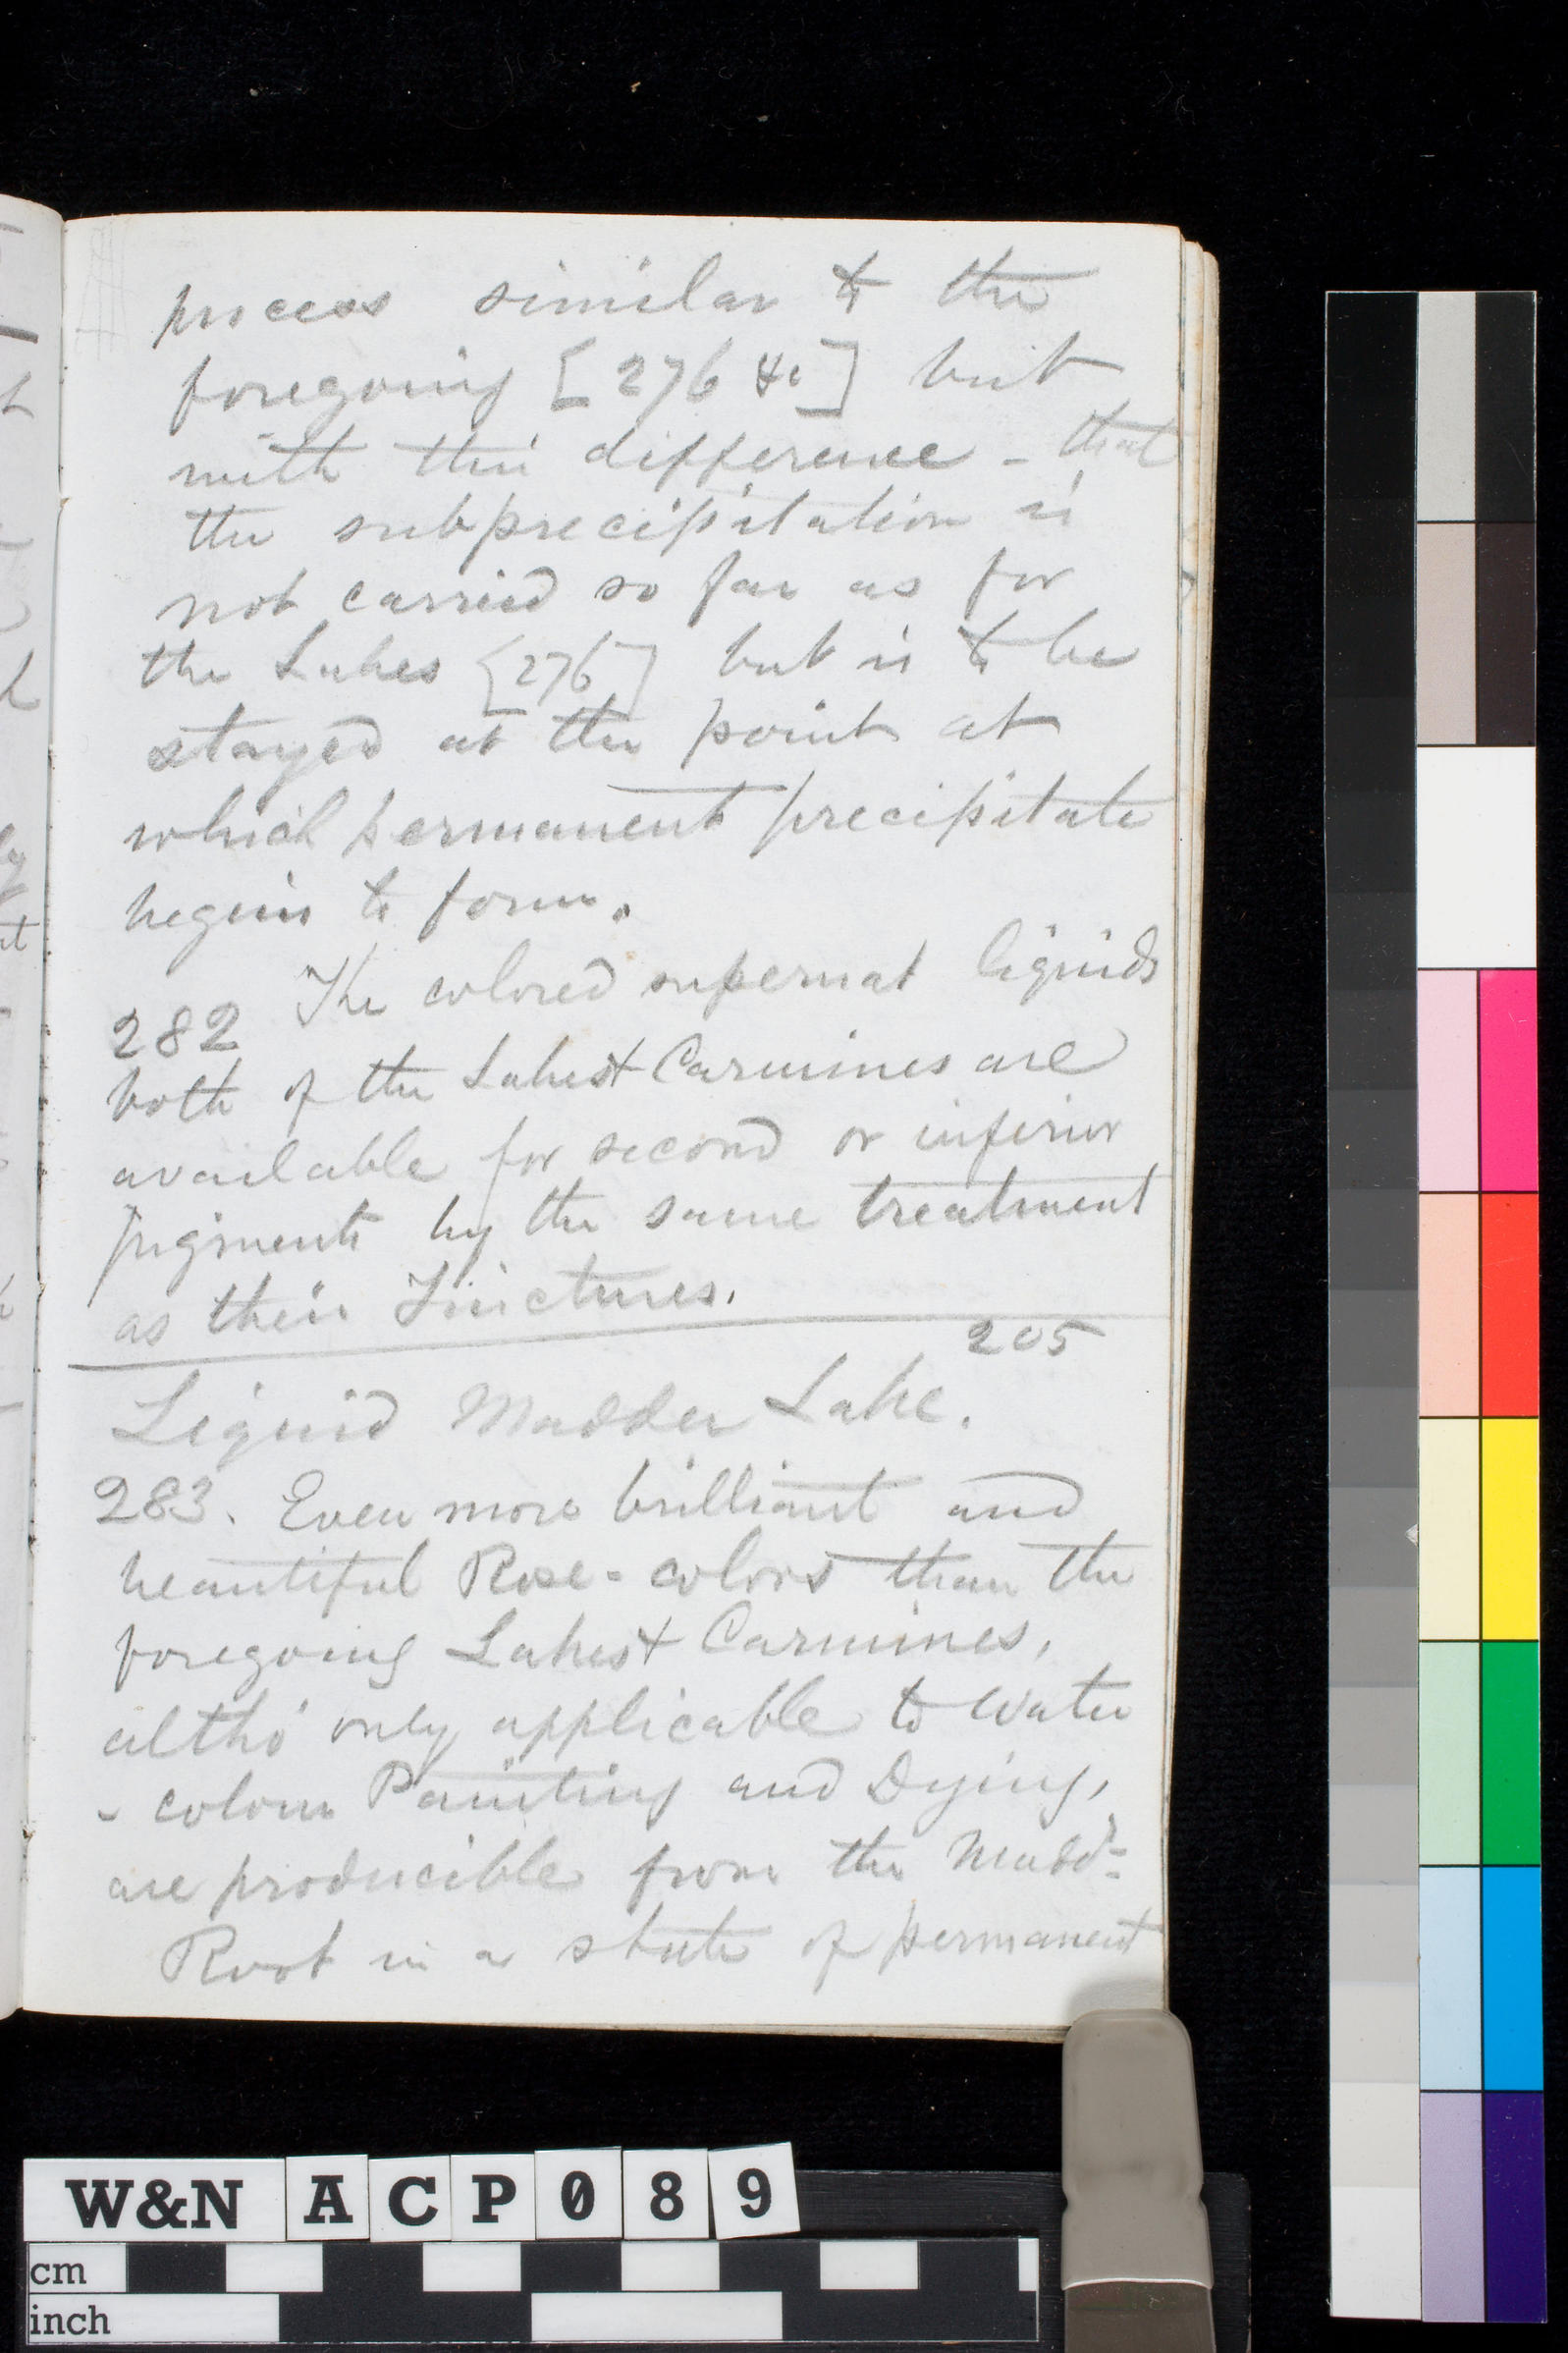 process similar to the
foregoing [276 &c] but
with this difference - that
the subprecipitation is
not carried so far as for
the Lakes [276] but is to be
stayed at the point at
which permanent precipitate
begins to form.
282 The colored supernat liquids
both of the Lakes + Carmines are
available for second or inferior
pigments by the same treatment
as their Tinctures.
205
Liquid Madder Lake.
283. Even more brilliant and
beautiful Rose-colors than the
foregoing Lakes + Carmines,
altho' only applicable to Water
- colour Painting and Dying,
are producible from the Madd.r
Root in a state of permanent
W&N ACP089
cm
inch